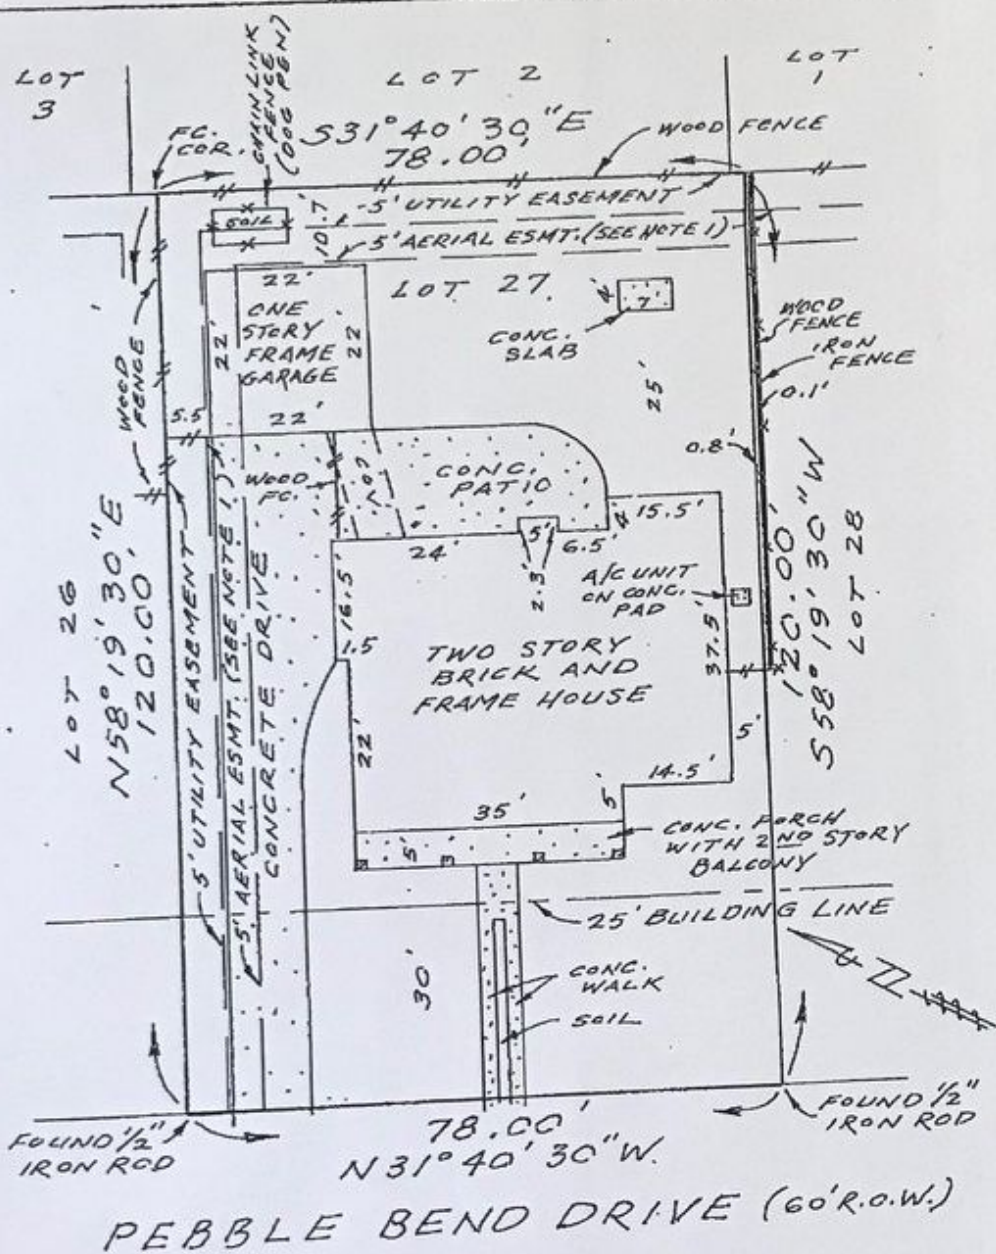 LOT
3
LOT 2
LOT
1
CHAIN LINK
FENCE
(DOG PEN)
S31°40'30"E
78.00'
WOOD FENCE
FC.
COR.
5' UTILITY EASEMENT
SOIL
10.7'
5' AERIAL ESMT. (SEE NOTE 1)
22'
LOT 27
ONE
STORY
FRAME
GARAGE
22'
22'
22'
4'
7'
CONC.
SLAB
25'
WOOD
FENCE
IRON
FENCE
0.1'
0.8'
WOOD
FENCE
5.5
WOOD
FC.
CONC.
PATIO
15.5'
4'
24'
5'
6.5'
2.3'
A/C UNIT
ON CONC.
PAD
16.5'
1.5
TWO STORY
BRICK AND
FRAME HOUSE
37.5'
22'
5'
14.5'
5'
35'
5'
CONC. PORCH
WITH 2ND STORY
BALCONY
LOT 26
N58°19'30"E
120.00'
5' UTILITY EASEMENT
5' AERIAL ESMT. (SEE NOTE 1)
CONCRETE DRIVE
120.00'
S58°19'30"W
LOT 28
25' BUILDING LINE
30'
CONC.
WALK
SOIL
N
FOUND 1/2"
IRON ROD
78.00'
N31°40'30"W.
FOUND 1/2"
IRON ROD
PEBBLE BEND DRIVE (60' R.O.W.)